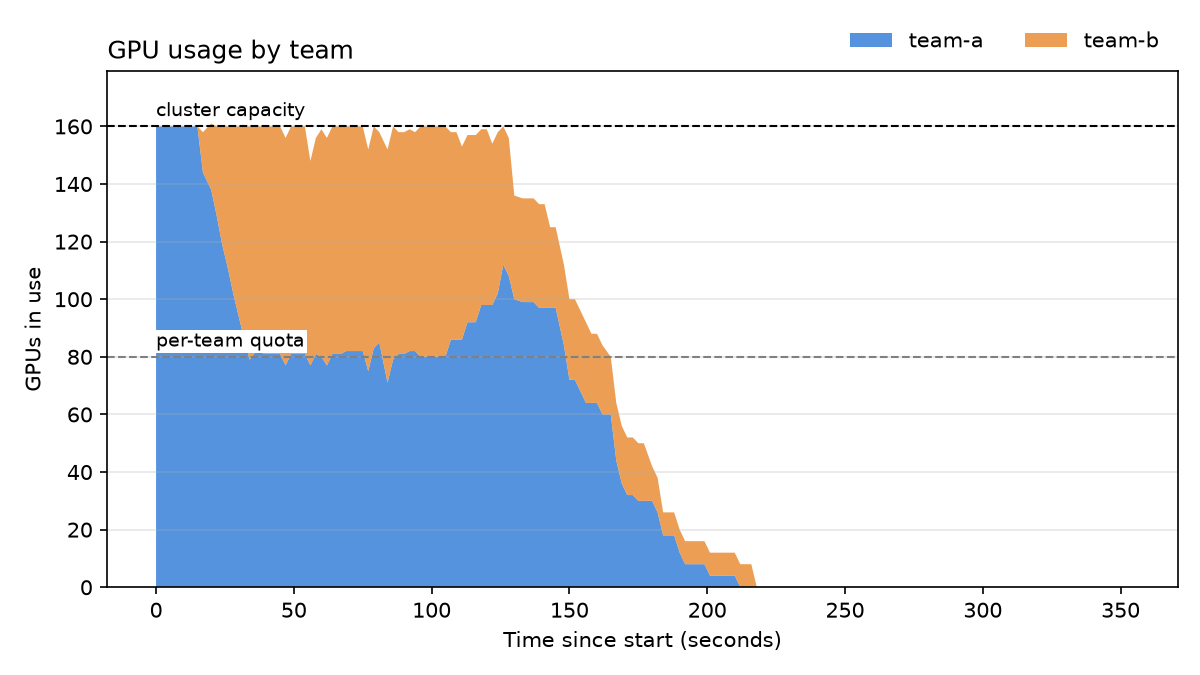 GPU usage by team
team-a
team-b
cluster capacity
per-team quota
GPUs in use
160
140
120
100
80
60
40
20
0
0 50 100 150 200 250 300 350
Time since start (seconds)